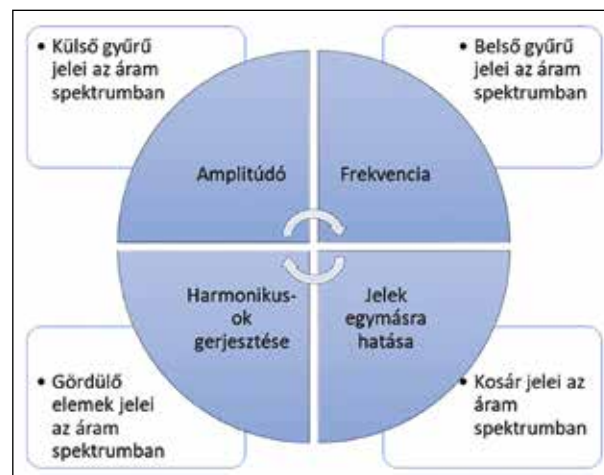 • Külső gyűrű
jelei az áram
spektrumban
• Belső gyűrű
jelei az áram
spektrumban
Amplitúdó
Frekvencia
Harmonikus-
ok
gerjesztése
Jelek
egymásra
hatása
• Gördülő
elemek jelei
az áram
spektrumban
• Kosár jelei az
áram
spektrumban